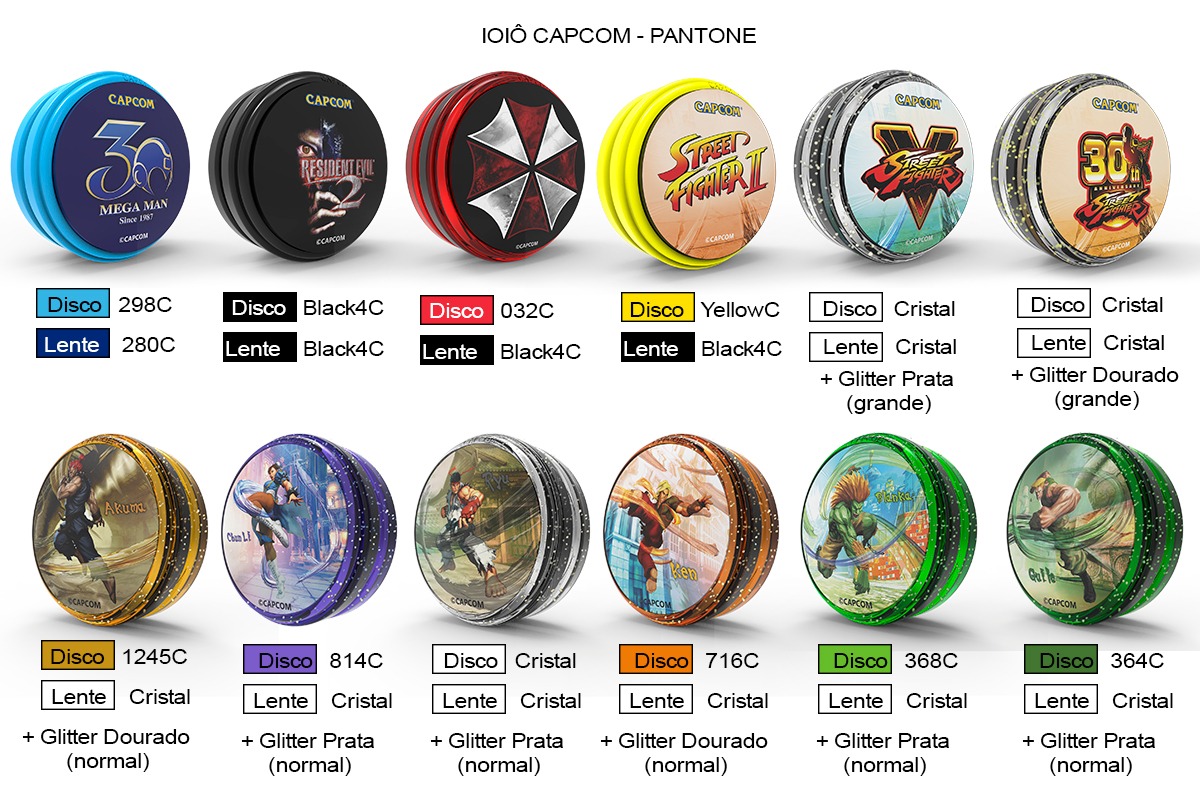 IOIÔ CAPCOM - PANTONE
CAPCOM
30
MEGA MAN
Since 1987
©CAPCOM
CAPCOM
RESIDENT EVIL
2
©CAPCOM
©CAPCOM
CAPCOM
STREET
FIGHTER II
©CAPCOM
CAPCOM
V
STREET
FIGHTER
©CAPCOM
CAPCOM
30th
ANNIVERSARY
STREET
FIGHTER
©CAPCOM
Disco 298C
Lente 280C
Disco Black4C
Lente Black4C
Disco 032C
Lente Black4C
Disco YellowC
Lente Black4C
Disco Cristal
Lente Cristal
+ Glitter Prata
(grande)
Disco Cristal
Lente Cristal
+ Glitter Dourado
(grande)
Akuma
©CAPCOM
Chun Li
©CAPCOM
Ryu
©CAPCOM
Ken
©CAPCOM
Blanka
©CAPCOM
Guile
©CAPCOM
Disco 1245C
Lente Cristal
+ Glitter Dourado
(normal)
Disco 814C
Lente Cristal
+ Glitter Prata
(normal)
Disco Cristal
Lente Cristal
+ Glitter Prata
(normal)
Disco 716C
Lente Cristal
+ Glitter Dourado
(normal)
Disco 368C
Lente Cristal
+ Glitter Prata
(normal)
Disco 364C
Lente Cristal
+ Glitter Prata
(normal)